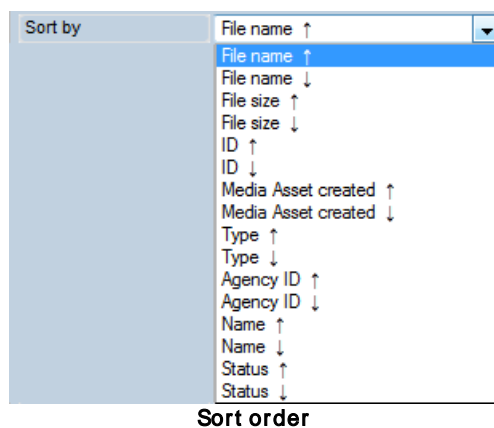 Sort by File name ↑
File name ↑
File name ↓
File size ↑
File size ↓
ID ↑
ID ↓
Media Asset created ↑
Media Asset created ↓
Type ↑
Type ↓
Agency ID ↑
Agency ID ↓
Name ↑
Name ↓
Status ↑
Status ↓
Sort order